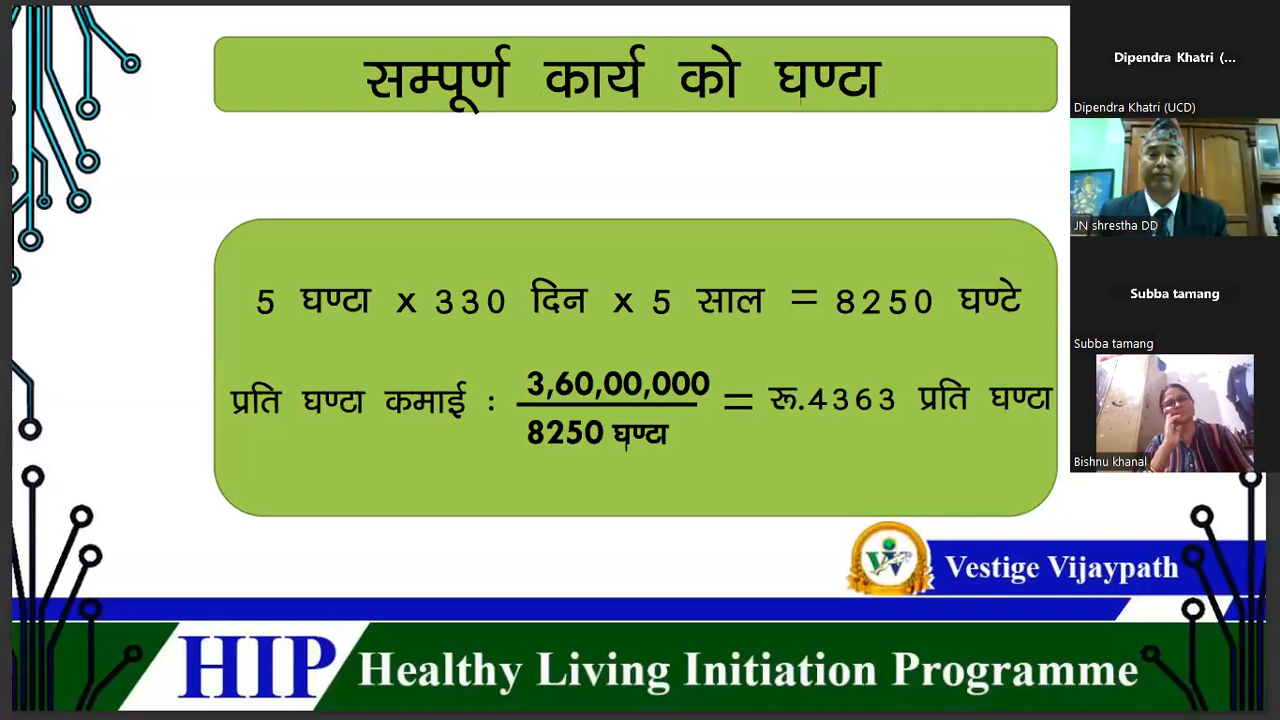 सम्पूर्ण कार्य को घण्टा
5 घण्टा x 330 दिन x 5 साल = 8250 घण्टे
प्रति घण्टा कमाई : 3,60,00,000 = रू.4363 प्रति घण्टा
8250 घण्टा
Vestige Vijaypath
HIP Healthy Living Initiation Programme
Dipendra Khatri (...
Dipendra Khatri (UCD)
JN shrestha DD
Subba tamang
Subba tamang
Bishnu khanal